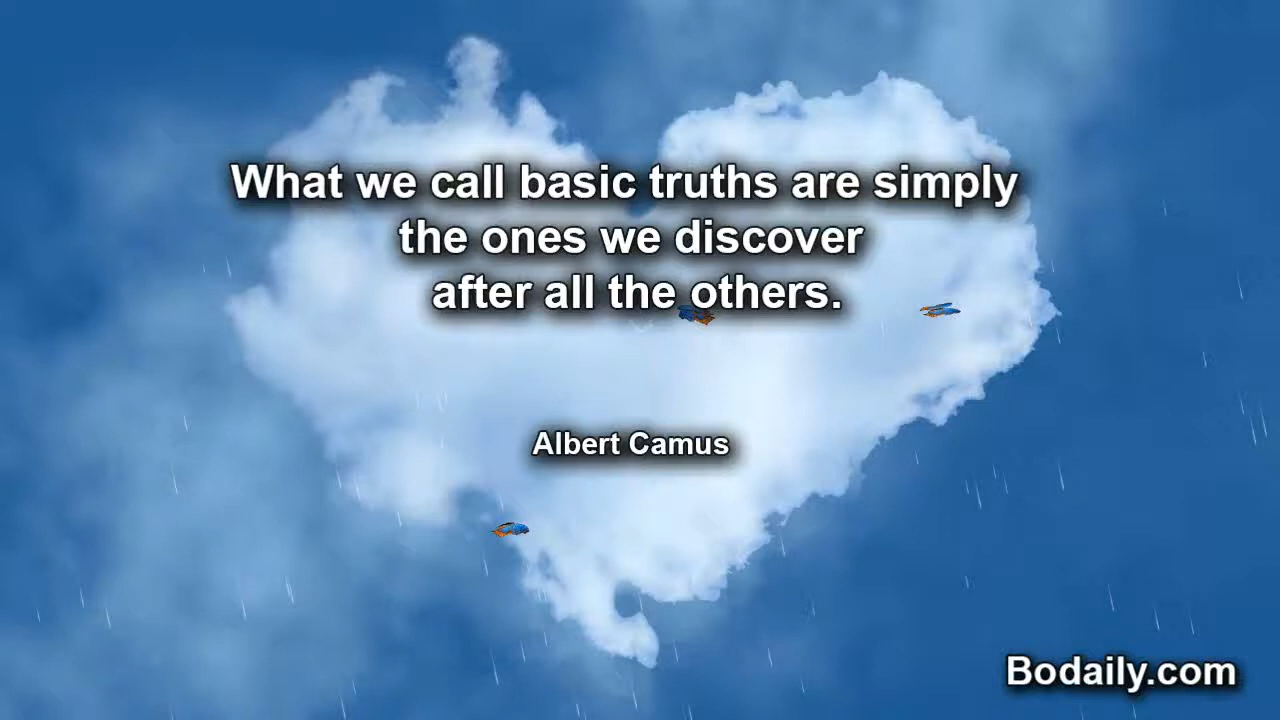 What we call basic truths are simply
the ones we discover
after all the others.
Albert Camus
Bodaily.com